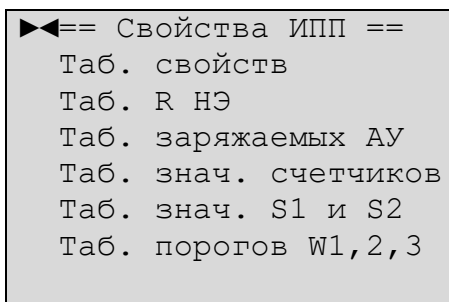 ►◄== Свойства ИПП ==
Таб. свойств
Таб. R НЭ
Таб. заряжаемых АУ
Таб. знач. счетчиков
Таб. знач. S1 и S2
Таб. порогов W1,2,3